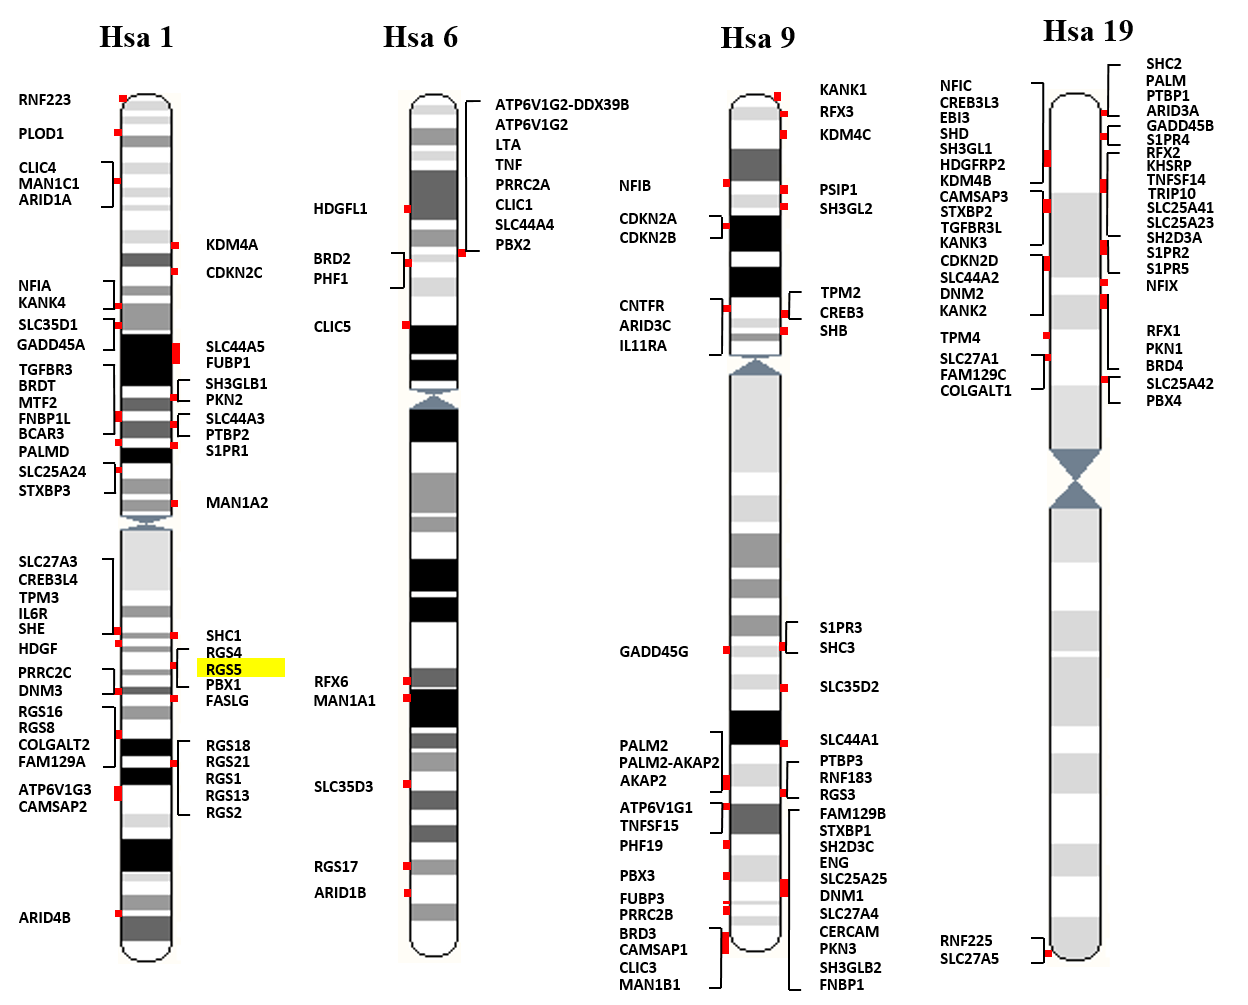 Hsa 1
RNF223
PLOD1
CLIC4
MAN1C1
ARID1A
NFIA
KANK4
SLC35D1
GADD45A
TGFBR3
BRDT
MTF2
FNBP1L
BCAR3
PALMD
SLC25A24
STXBP3
SLC27A3
CREB3L4
TPM3
IL6R
SHE
HDGF
PRRC2C
DNM3
RGS16
RGS8
COLGALT2
FAM129A
ATP6V1G3
CAMSAP2
ARID4B
KDM4A
CDKN2C
SLC44A5
FUBP1
SH3GLB1
PKN2
SLC44A3
PTBP2
S1PR1
MAN1A2
SHC1
RGS4
RGS5
PBX1
FASLG
RGS18
RGS21
RGS1
RGS13
RGS2
Hsa 6
HDGFL1
BRD2
PHF1
CLIC5
RFX6
MAN1A1
SLC35D3
RGS17
ARID1B
ATP6V1G2-DDX39B
ATP6V1G2
LTA
TNF
PRRC2A
CLIC1
SLC44A4
PBX2
Hsa 9
NFIB
CDKN2A
CDKN2B
CNTFR
ARID3C
IL11RA
GADD45G
PALM2
PALM2-AKAP2
AKAP2
ATP6V1G1
TNFSF15
PHF19
PBX3
FUBP3
PRRC2B
BRD3
CAMSAP1
CLIC3
MAN1B1
KANK1
RFX3
KDM4C
PSIP1
SH3GL2
TPM2
CREB3
SHB
S1PR3
SHC3
SLC35D2
SLC44A1
PTBP3
RNF183
RGS3
FAM129B
STXBP1
SH2D3C
ENG
SLC25A25
DNM1
SLC27A4
CERCAM
PKN3
SH3GLB2
FNBP1
Hsa 19
NFIC
CREB3L3
EBI3
SHD
SH3GL1
HDGFRP2
KDM4B
CAMSAP3
STXBP2
TGFBR3L
KANK3
CDKN2D
SLC44A2
DNM2
KANK2
TPM4
SLC27A1
FAM129C
COLGALT1
RNF225
SLC27A5
SHC2
PALM
PTBP1
ARID3A
GADD45B
S1PR4
RFX2
KHSRP
TNFSF14
TRIP10
SLC25A41
SLC25A23
SH2D3A
S1PR2
S1PR5
NFIX
RFX1
PKN1
BRD4
SLC25A42
PBX4